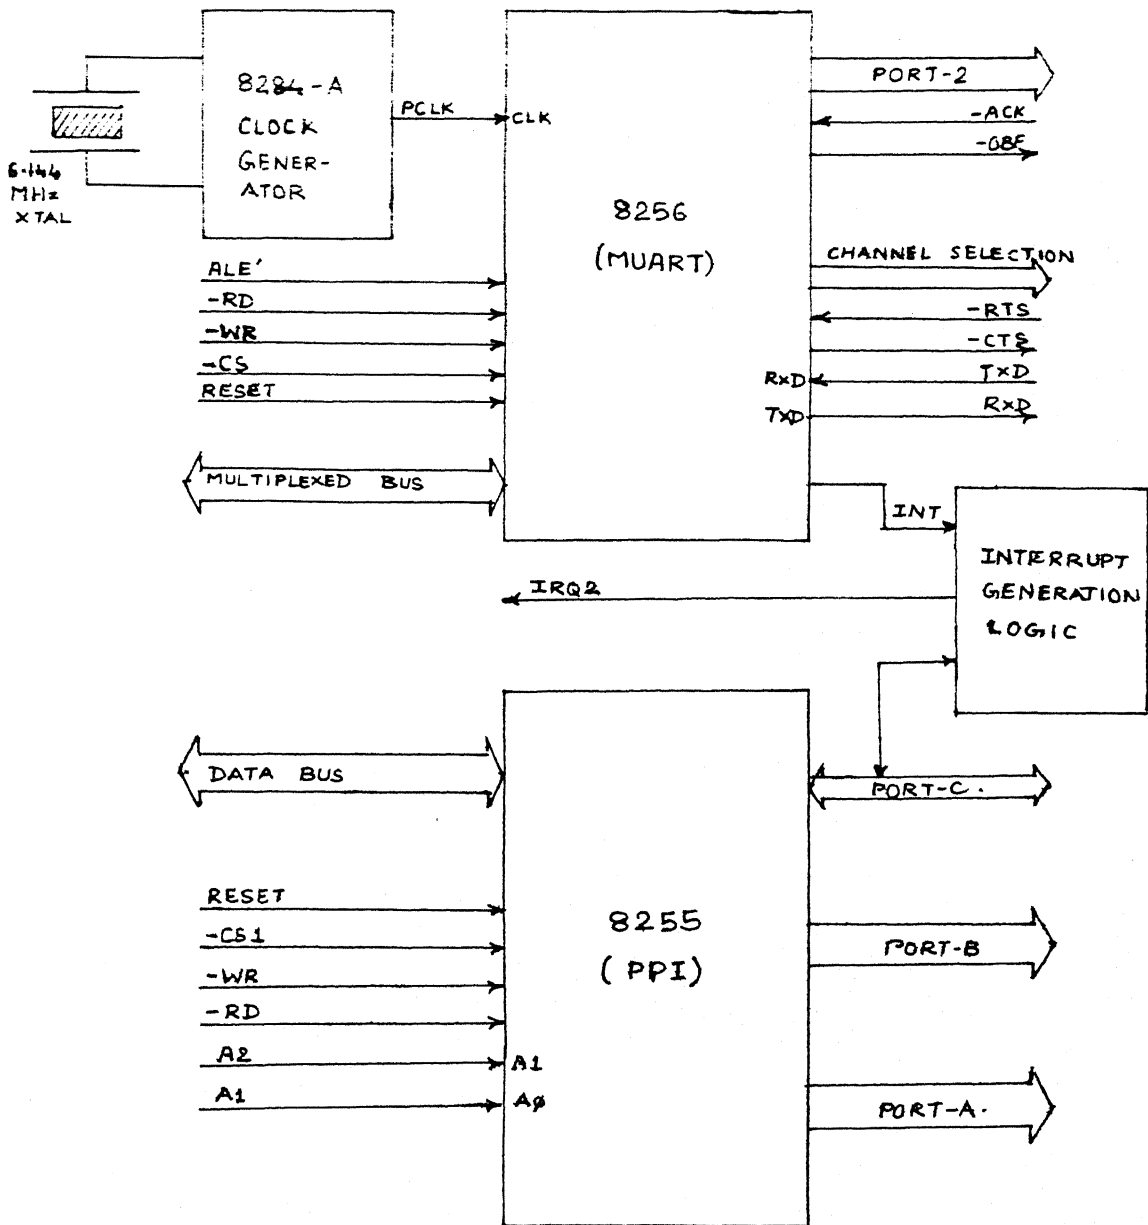 8284-A
CLOCK
GENER-
ATOR
6.144
MHz
XTAL
PCLK
CLK
8256
(MUART)
PORT-2
-ACK
-OBF
CHANNEL SELECTION
-RTS
-CTS
RxD
TxD
TxD
RxD
ALE'
-RD
-WR
-CS
RESET
MULTIPLEXED BUS
INT
INTERRUPT
GENERATION
LOGIC
IRQ2
DATA BUS
PORT-C.
RESET
-CS1
-WR
-RD
A2
A1
A1
Aø
8255
(PPI)
PORT-B
PORT-A.